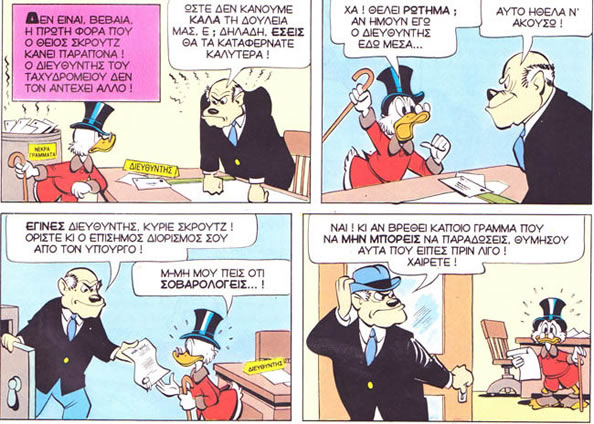 ΔΕΝ ΕΙΝΑΙ, ΒΕΒΑΙΑ,
Η ΠΡΩΤΗ ΦΟΡΑ ΠΟΥ
Ο ΘΕΙΟΣ ΣΚΡΟΥΤΖ
ΚΑΝΕΙ ΠΑΡΑΠΟΝΑ !
Ο ΔΙΕΥΘΥΝΤΗΣ ΤΟΥ
ΤΑΧΥΔΡΟΜΕΙΟΥ ΔΕΝ
ΤΟΝ ΑΝΤΕΧΕΙ ΑΛΛΟ !
ΩΣΤΕ ΔΕΝ ΚΑΝΟΥΜΕ
ΚΑΛΑ ΤΗ ΔΟΥΛΕΙΑ
ΜΑΣ, Ε ; ΔΗΛΑΔΗ, ΕΣΕΙΣ
ΘΑ ΤΑ ΚΑΤΑΦΕΡΝΑΤΕ
ΚΑΛΥΤΕΡΑ !
ΝΕΚΡΑ
ΓΡΑΜΜΑΤΑ
ΔΙΕΥΘΥΝΤΗΣ
ΧΑ ! ΘΕΛΕΙ ΡΩΤΗΜΑ ;
ΑΝ ΗΜΟΥΝ ΕΓΩ
Ο ΔΙΕΥΘΥΝΤΗΣ
ΕΔΩ ΜΕΣΑ...
ΑΥΤΟ ΗΘΕΛΑ Ν'
ΑΚΟΥΣΩ !
ΕΓΙΝΕΣ ΔΙΕΥΘΥΝΤΗΣ, ΚΥΡΙΕ ΣΚΡΟΥΤΖ !
ΟΡΙΣΤΕ ΚΙ Ο ΕΠΙΣΗΜΟΣ ΔΙΟΡΙΣΜΟΣ ΣΟΥ
ΑΠΟ ΤΟΝ ΥΠΟΥΡΓΟ !
Μ-ΜΗ ΜΟΥ ΠΕΙΣ ΟΤΙ
ΣΟΒΑΡΟΛΟΓΕΙΣ... !
ΔΙΕΥΘΥΝΤΗΣ
ΝΑΙ ! ΚΙ ΑΝ ΒΡΕΘΕΙ ΚΑΠΟΙΟ ΓΡΑΜΜΑ ΠΟΥ
ΝΑ ΜΗΝ ΜΠΟΡΕΙΣ ΝΑ ΠΑΡΑΔΩΣΕΙΣ, ΘΥΜΗΣΟΥ
ΑΥΤΑ ΠΟΥ ΕΙΠΕΣ ΠΡΙΝ ΛΙΓΟ !
ΧΑΙΡΕΤΕ !